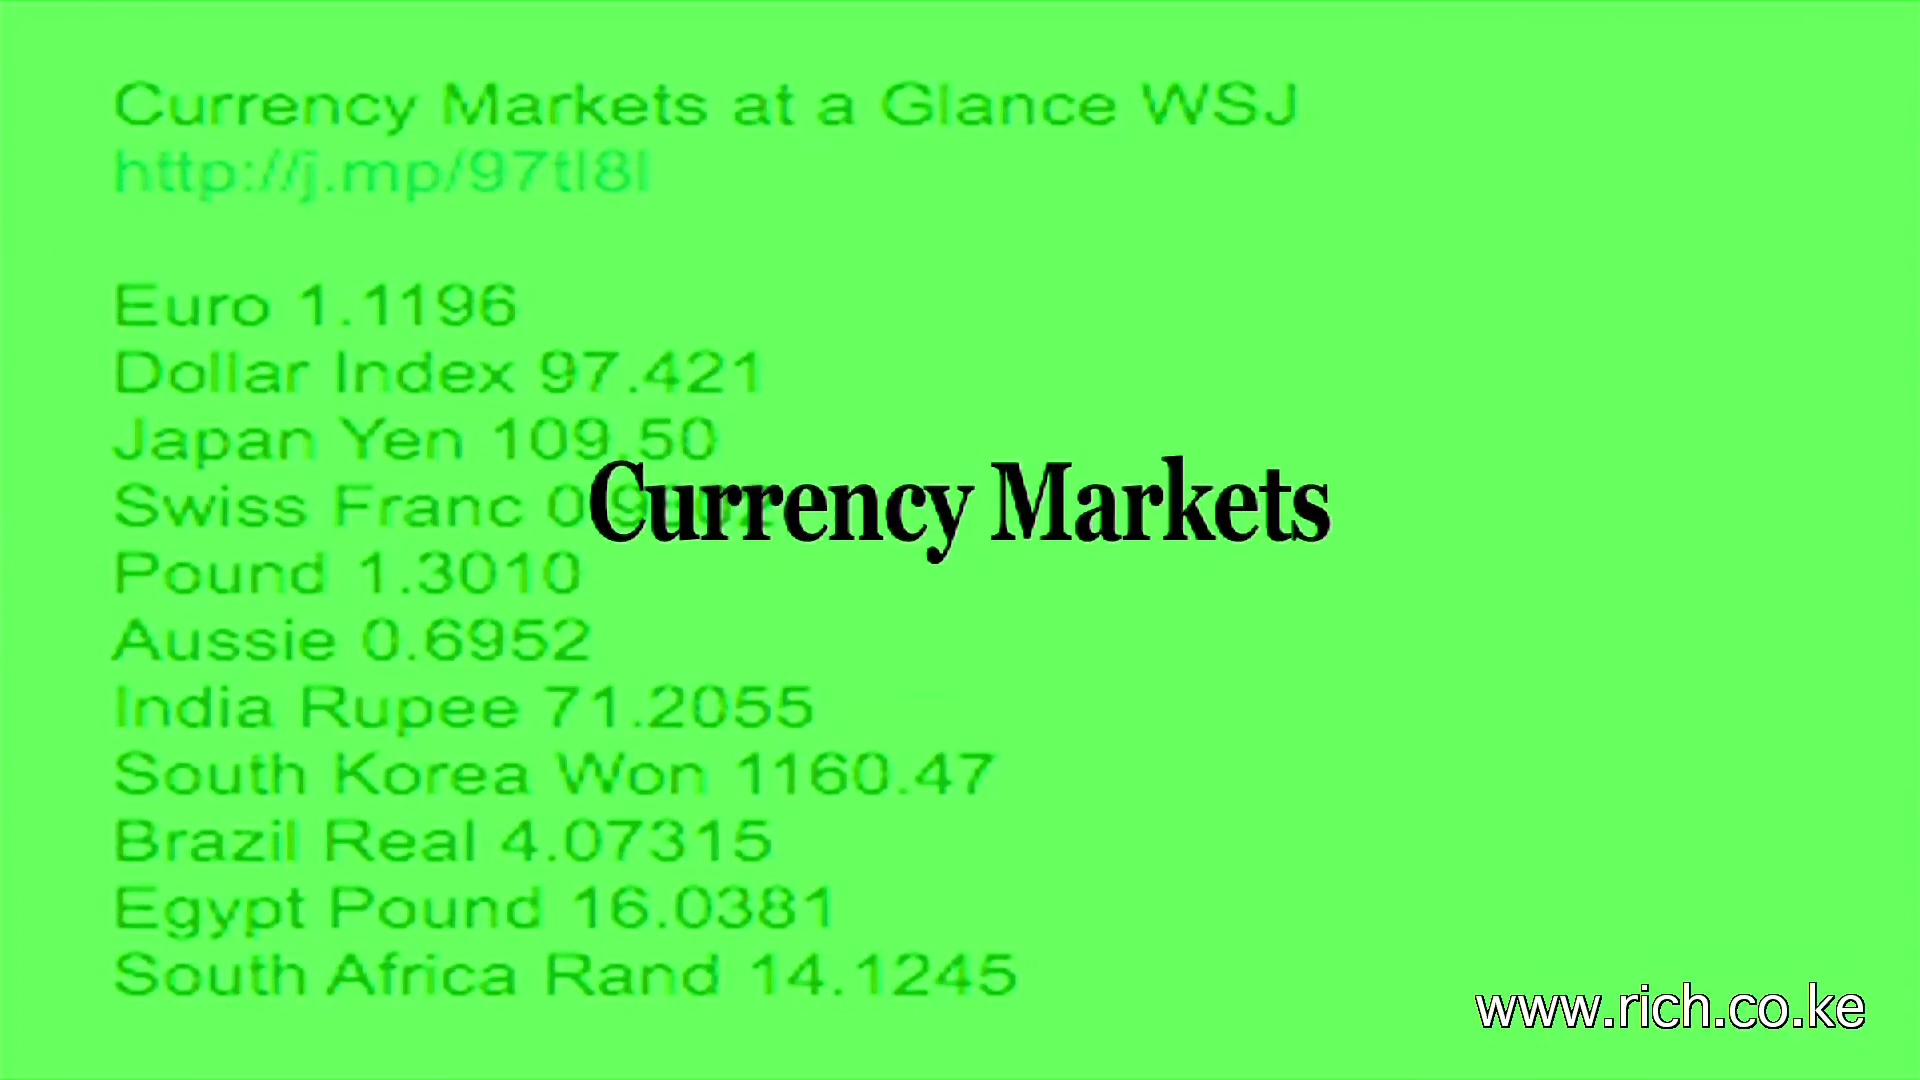 Currency Markets at a Glance WSJ
http://j.mp/97tl8l
Euro 1.1196
Dollar Index 97.421
Japan Yen 109.50
Swiss Franc
Currency Markets
Pound 1.3010
Aussie 0.6952
India Rupee 71.2055
South Korea Won 1160.47
Brazil Real 4.07315
Egypt Pound 16.0381
South Africa Rand 14.1245
www.rich.co.ke